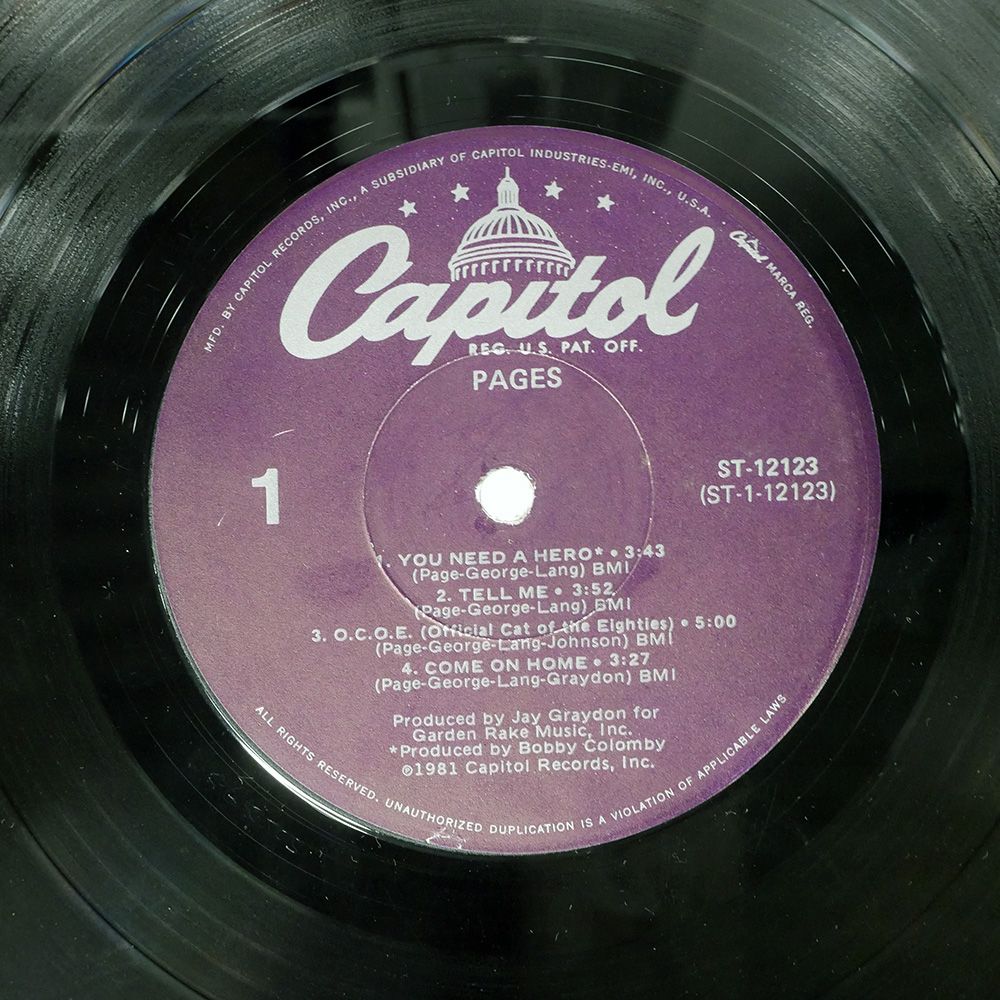 MFD. BY CAPITOL RECORDS, INC., A SUBSIDIARY OF CAPITOL INDUSTRIES-EMI, INC., U.S.A.
Capitol MARCA REG.
Capitol
REG. U.S. PAT. OFF.
PAGES
1
ST-12123
(ST-1-12123)
1. YOU NEED A HERO* • 3:43
(Page-George-Lang) BMI
2. TELL ME • 3:52
(Page-George-Lang) BMI
3. O.C.O.E. (Official Cat of the Eighties) • 5:00
(Page-George-Lang-Johnson) BMI
4. COME ON HOME • 3:27
(Page-George-Lang-Graydon) BMI
Produced by Jay Graydon for
Garden Rake Music, Inc.
*Produced by Bobby Colomby
℗1981 Capitol Records, Inc.
ALL RIGHTS RESERVED. UNAUTHORIZED DUPLICATION IS A VIOLATION OF APPLICABLE LAWS